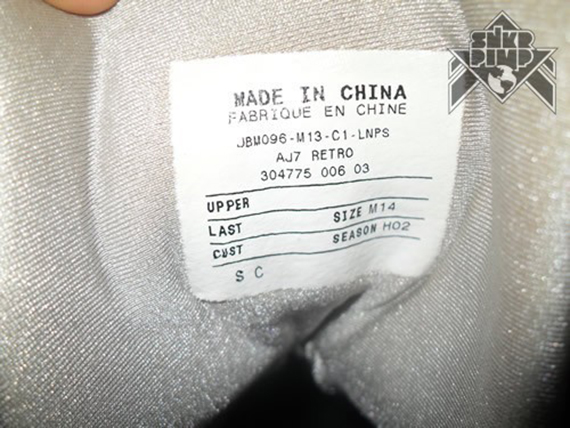 SNKR
PIMP
MADE IN CHINA
FABRIQUE EN CHINE
JBM096-M13-C1-LNPS
AJ7 RETRO
304775 006 03
UPPER
LAST SIZE M14
CUST SEASON HO2
S C